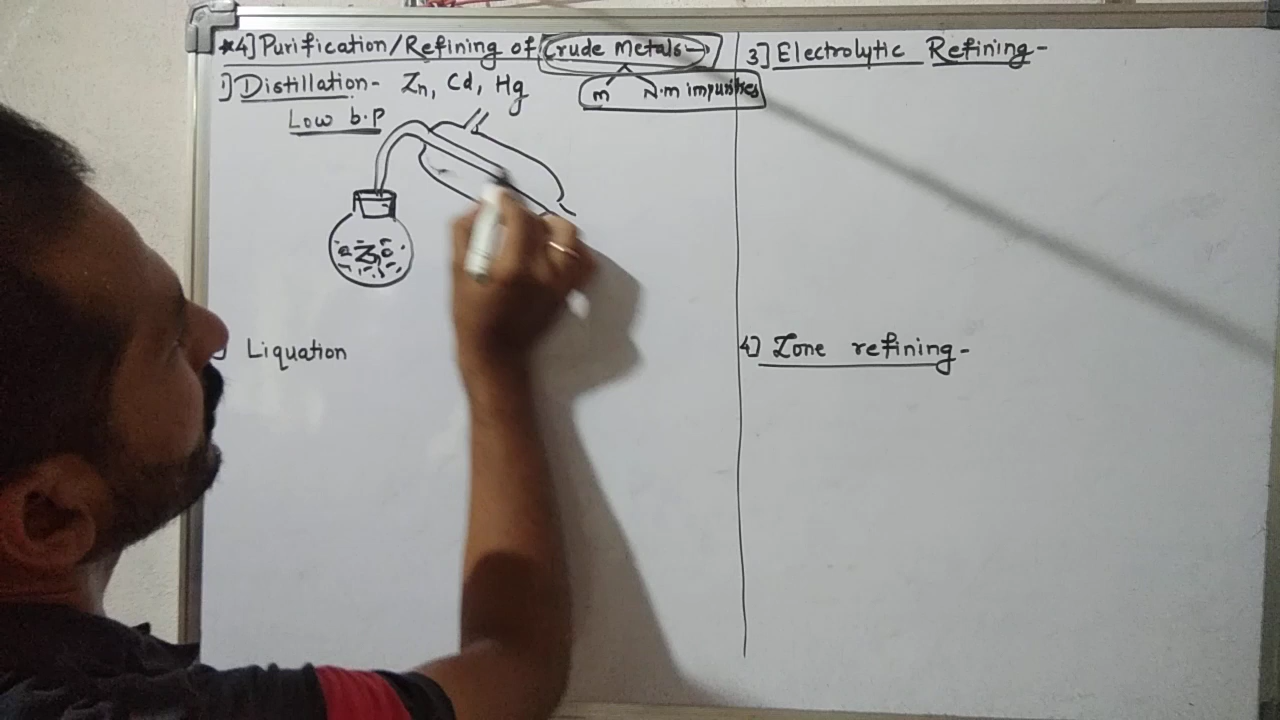 *4] Purification/Refining of Crude Metals→
m N.m impurities
1] Distillation- Zn, Cd, Hg
Low b.p
Zn
Liquation
3] Electrolytic Refining-
4] Zone refining-